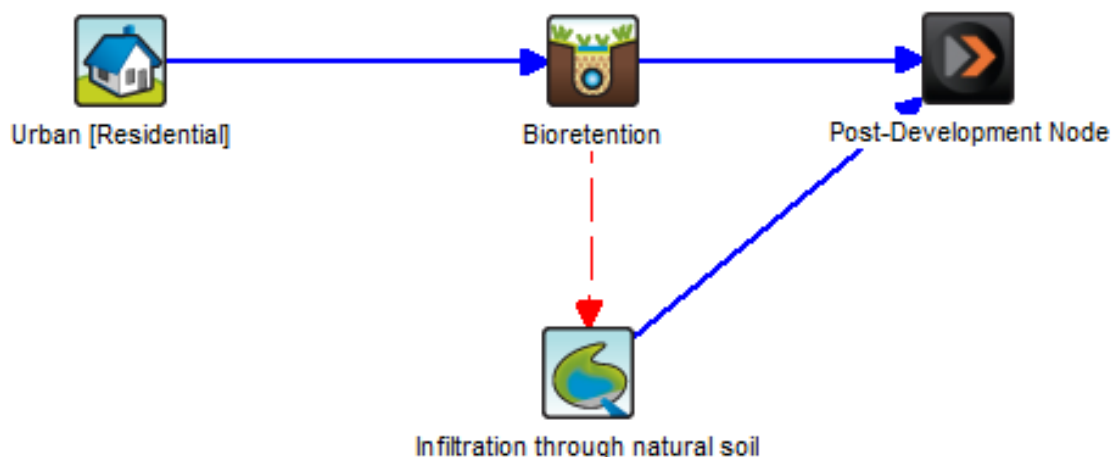 Urban [Residential]
Bioretention
Post-Development Node
Infiltration through natural soil